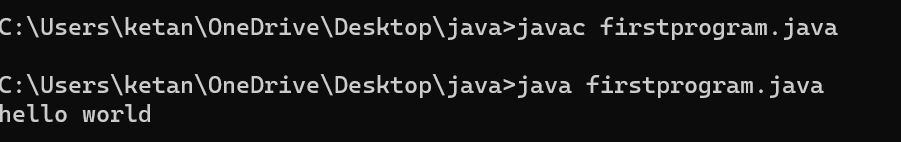 C:\Users\ketan\OneDrive\Desktop\java>javac firstprogram.java
C:\Users\ketan\OneDrive\Desktop\java>java firstprogram.java
hello world